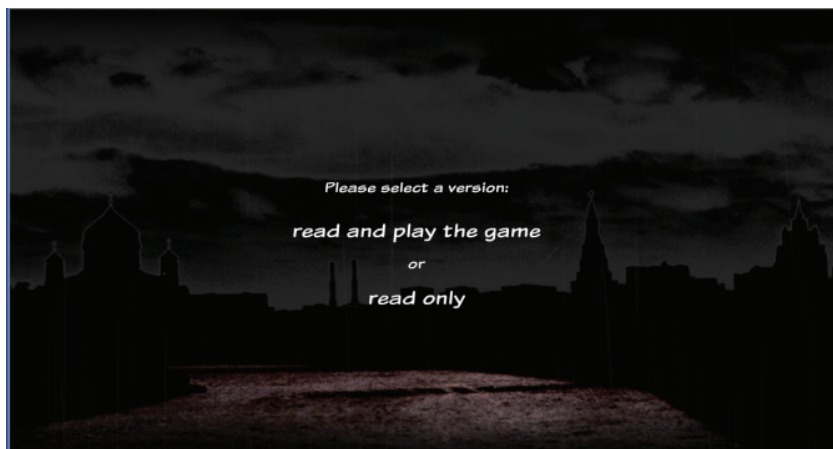 Please select a version:
read and play the game
or
read only